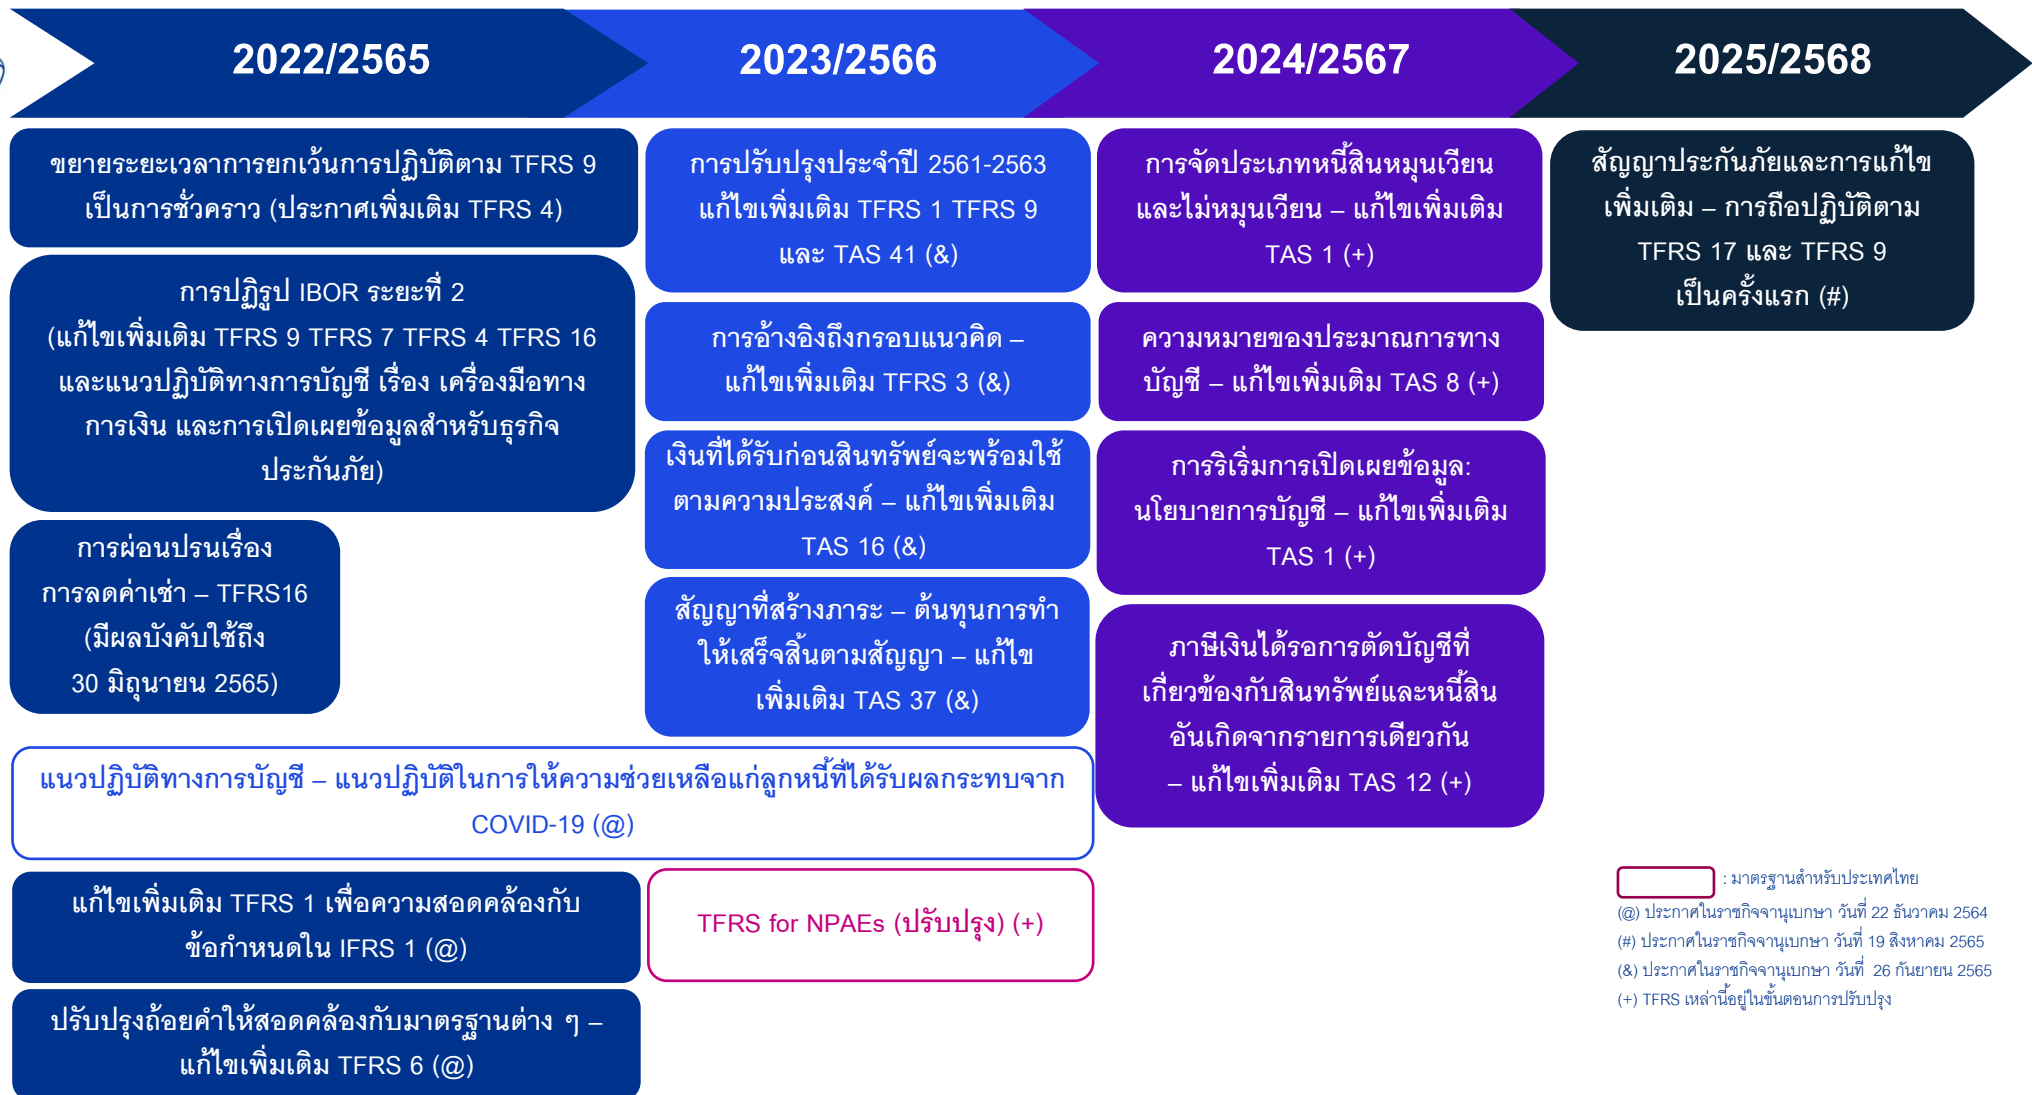 2022/2565
2023/2566
2024/2567
2025/2568
ขยายระยะเวลาการยกเว้นการปฏิบัติตาม TFRS 9
เป็นการชั่วคราว (ประกาศเพิ่มเติม TFRS 4)
การปฏิรูป IBOR ระยะที่ 2
(แก้ไขเพิ่มเติม TFRS 9 TFRS 7 TFRS 4 TFRS 16
และแนวปฏิบัติทางการบัญชี เรื่อง เครื่องมือทาง
การเงิน และการเปิดเผยข้อมูลสำหรับธุรกิจ
ประกันภัย)
การผ่อนปรนเรื่อง
การลดค่าเช่า – TFRS16
(มีผลบังคับใช้ถึง
30 มิถุนายน 2565)
การปรับปรุงประจำปี 2561-2563
แก้ไขเพิ่มเติม TFRS 1 TFRS 9
และ TAS 41 (&)
การอ้างอิงถึงกรอบแนวคิด –
แก้ไขเพิ่มเติม TFRS 3 (&)
เงินที่ได้รับก่อนสินทรัพย์จะพร้อมใช้
ตามความประสงค์ – แก้ไขเพิ่มเติม
TAS 16 (&)
สัญญาที่สร้างภาระ – ต้นทุนการทำ
ให้เสร็จสิ้นตามสัญญา – แก้ไข
เพิ่มเติม TAS 37 (&)
การจัดประเภทหนี้สินหมุนเวียน
และไม่หมุนเวียน – แก้ไขเพิ่มเติม
TAS 1 (+)
ความหมายของประมาณการทาง
บัญชี – แก้ไขเพิ่มเติม TAS 8 (+)
การริเริ่มการเปิดเผยข้อมูล:
นโยบายการบัญชี – แก้ไขเพิ่มเติม
TAS 1 (+)
ภาษีเงินได้รอการตัดบัญชีที่
เกี่ยวข้องกับสินทรัพย์และหนี้สิน
อันเกิดจากรายการเดียวกัน
– แก้ไขเพิ่มเติม TAS 12 (+)
สัญญาประกันภัยและการแก้ไข
เพิ่มเติม – การถือปฏิบัติตาม
TFRS 17 และ TFRS 9
เป็นครั้งแรก (#)
แนวปฏิบัติทางการบัญชี – แนวปฏิบัติในการให้ความช่วยเหลือแก่ลูกหนี้ที่ได้รับผลกระทบจาก
COVID-19 (@)
แก้ไขเพิ่มเติม TFRS 1 เพื่อความสอดคล้องกับ
ข้อกำหนดใน IFRS 1 (@)
TFRS for NPAEs (ปรับปรุง) (+)
ปรับปรุงถ้อยคำให้สอดคล้องกับมาตรฐานต่าง ๆ –
แก้ไขเพิ่มเติม TFRS 6 (@)
: มาตรฐานสำหรับประเทศไทย
(@) ประกาศในราชกิจจานุเบกษา วันที่ 22 ธันวาคม 2564
(#) ประกาศในราชกิจจานุเบกษา วันที่ 19 สิงหาคม 2565
(&) ประกาศในราชกิจจานุเบกษา วันที่ 26 กันยายน 2565
(+) TFRS เหล่านี้อยู่ในขั้นตอนการปรับปรุง